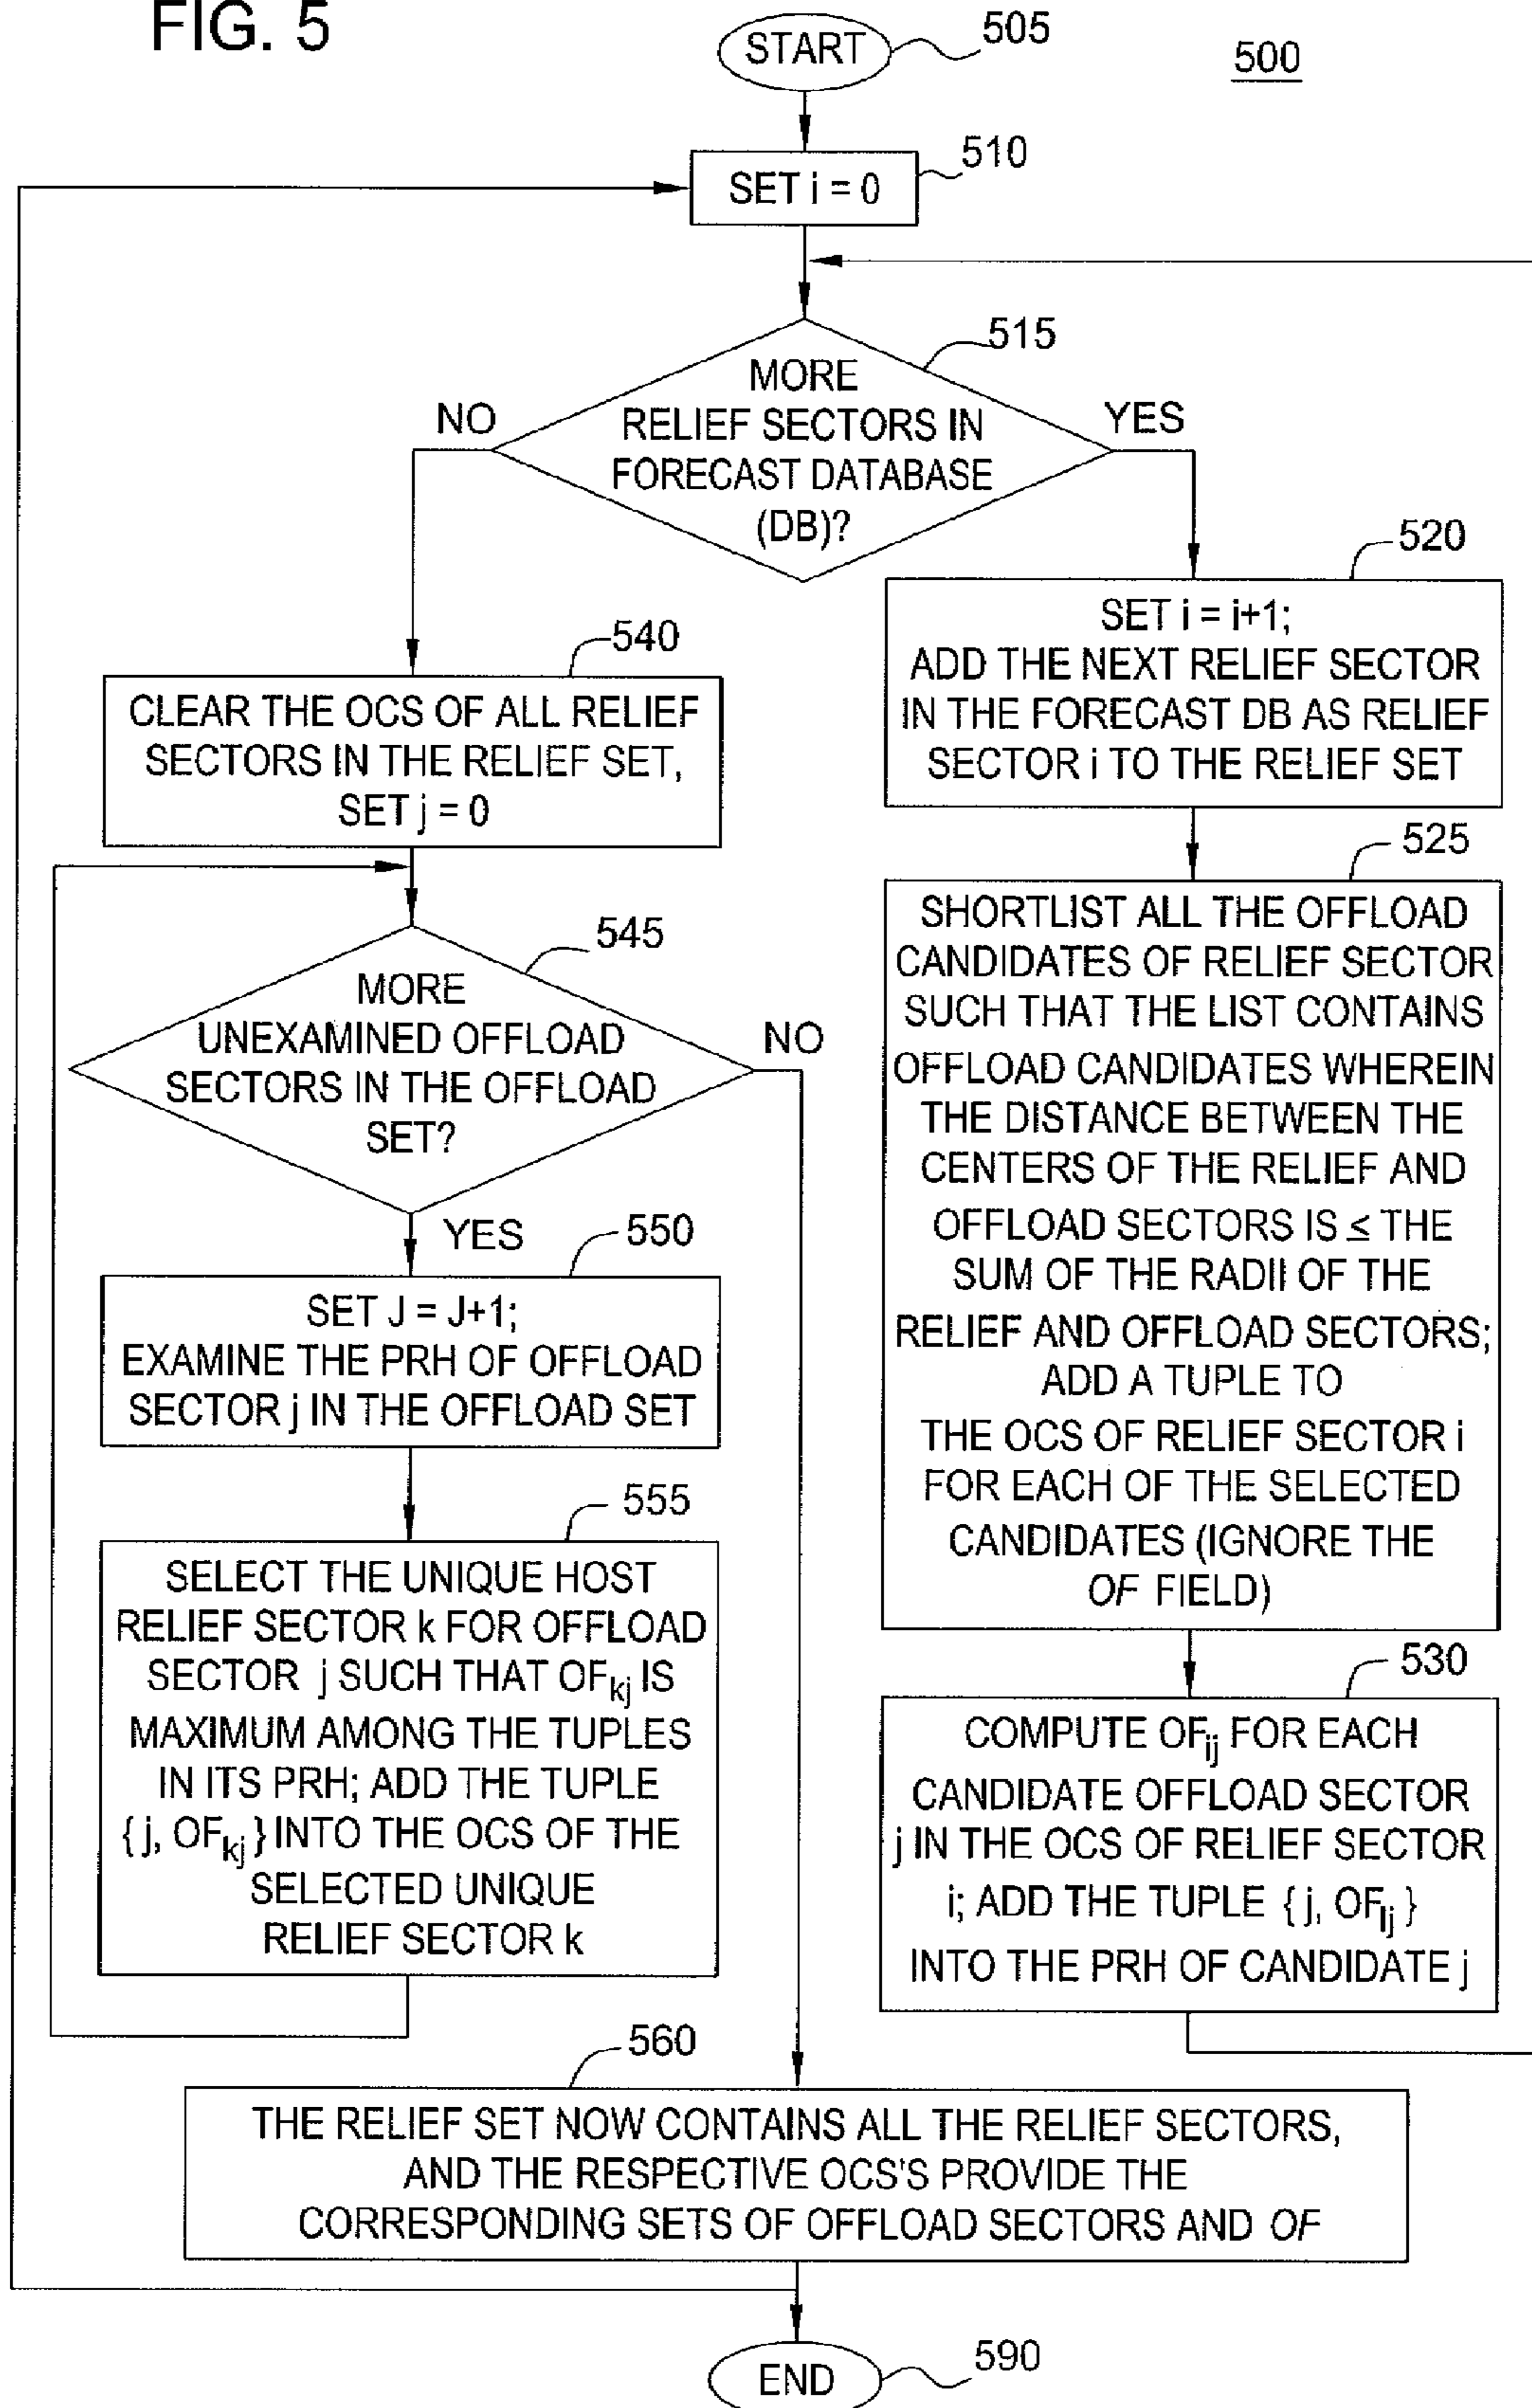 FIG. 5
START
505
500
SET i = 0
510
MORE
RELIEF SECTORS IN
FORECAST DATABASE
(DB)?
515
NO
YES
520
SET i = i+1;
ADD THE NEXT RELIEF SECTOR
IN THE FORECAST DB AS RELIEF
SECTOR i TO THE RELIEF SET
525
SHORTLIST ALL THE OFFLOAD
CANDIDATES OF RELIEF SECTOR
SUCH THAT THE LIST CONTAINS
OFFLOAD CANDIDATES WHEREIN
THE DISTANCE BETWEEN THE
CENTERS OF THE RELIEF AND
OFFLOAD SECTORS IS ≤ THE
SUM OF THE RADII OF THE
RELIEF AND OFFLOAD SECTORS;
ADD A TUPLE TO
THE OCS OF RELIEF SECTOR i
FOR EACH OF THE SELECTED
CANDIDATES (IGNORE THE
OF FIELD)
530
COMPUTE OFij FOR EACH
CANDIDATE OFFLOAD SECTOR
j IN THE OCS OF RELIEF SECTOR
i; ADD THE TUPLE { j, OFij }
INTO THE PRH OF CANDIDATE j
540
CLEAR THE OCS OF ALL RELIEF
SECTORS IN THE RELIEF SET,
SET j = 0
545
MORE
UNEXAMINED OFFLOAD
SECTORS IN THE OFFLOAD
SET?
NO
YES
550
SET J = J+1;
EXAMINE THE PRH OF OFFLOAD
SECTOR j IN THE OFFLOAD SET
555
SELECT THE UNIQUE HOST
RELIEF SECTOR k FOR OFFLOAD
SECTOR j SUCH THAT OFkj IS
MAXIMUM AMONG THE TUPLES
IN ITS PRH; ADD THE TUPLE
{ j, OFkj } INTO THE OCS OF THE
SELECTED UNIQUE
RELIEF SECTOR k
560
THE RELIEF SET NOW CONTAINS ALL THE RELIEF SECTORS,
AND THE RESPECTIVE OCS'S PROVIDE THE
CORRESPONDING SETS OF OFFLOAD SECTORS AND OF
END
590